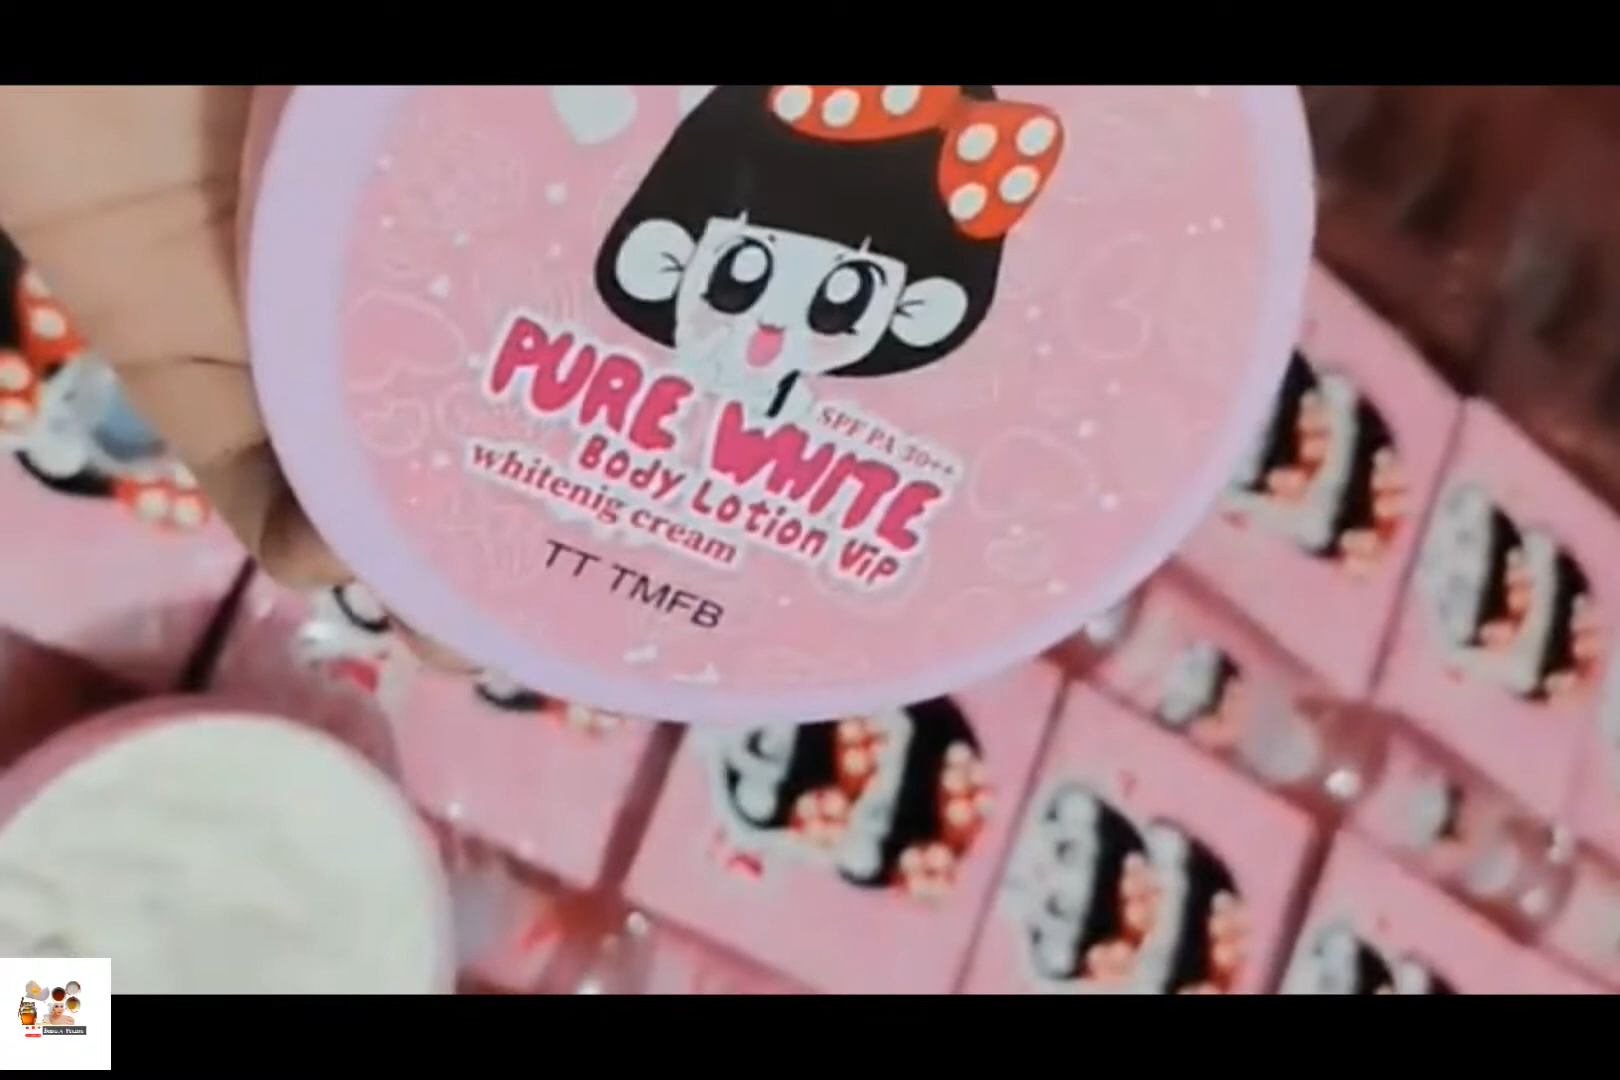 PURE WHITE
SPF PA 30++
Body Lotion ViP
whitenig cream
TT TMFB